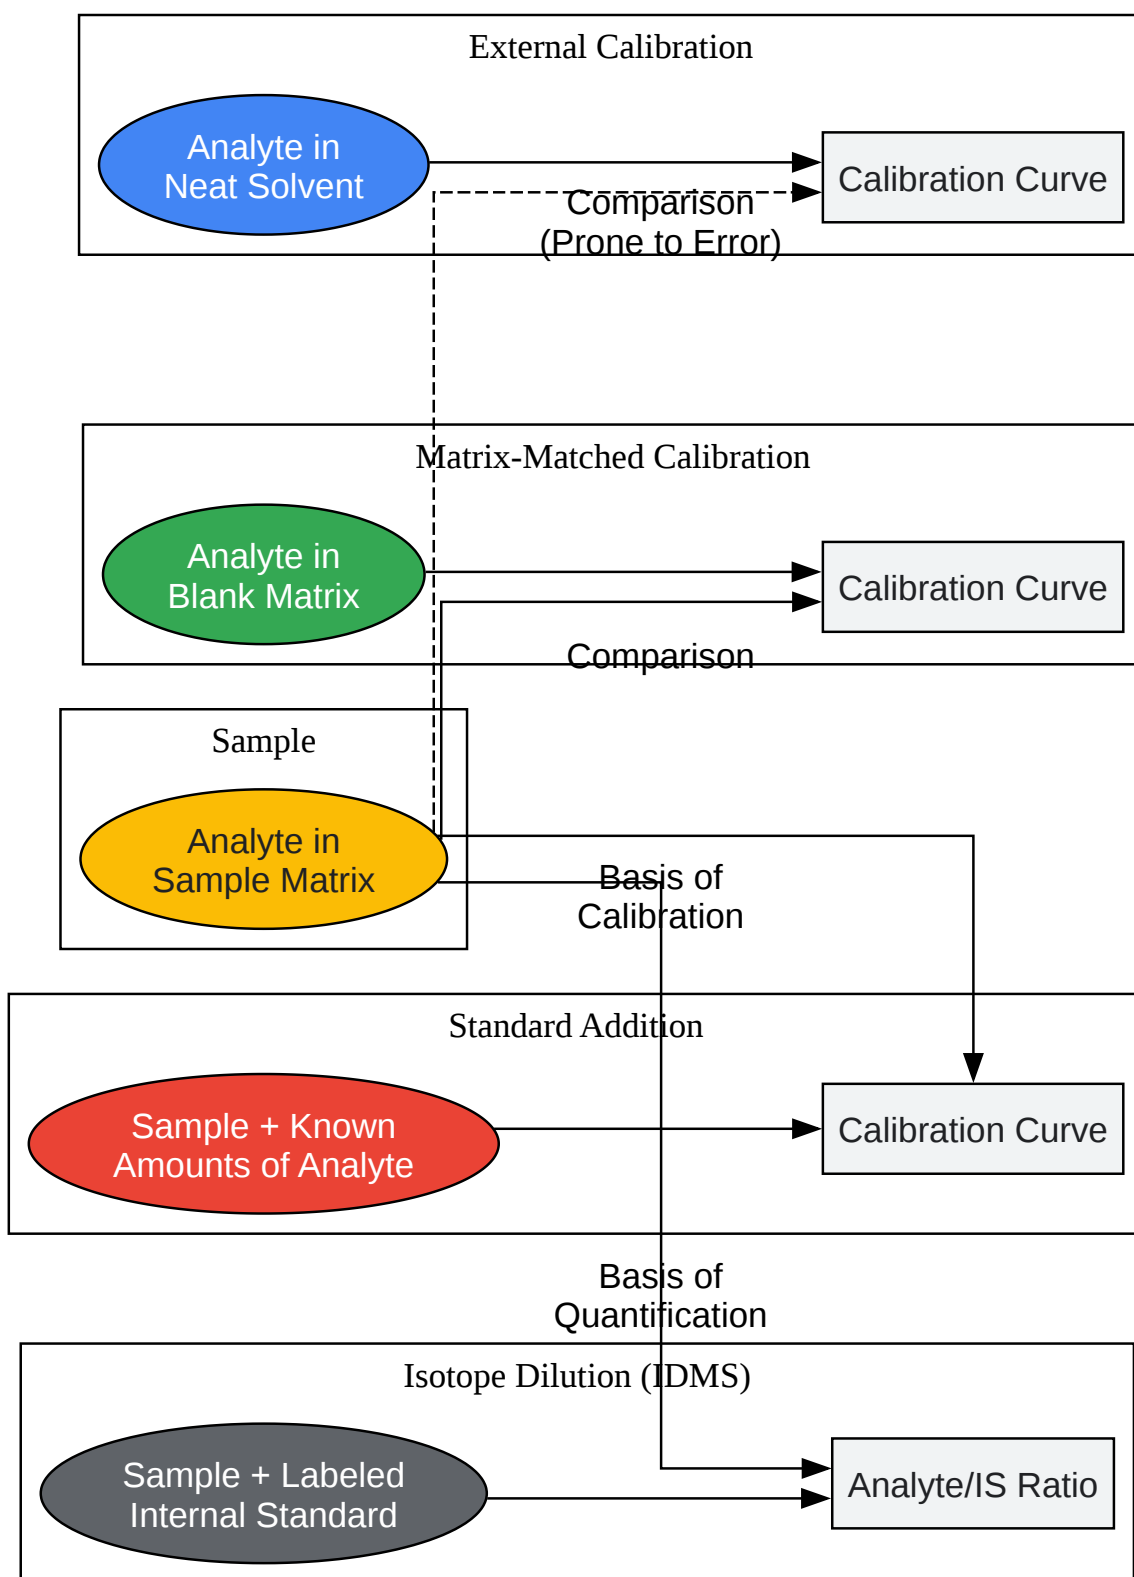 External Calibration
Analyte in
Neat Solvent
Calibration Curve
Comparison
(Prone to Error)
Matrix-Matched Calibration
Analyte in
Blank Matrix
Calibration Curve
Comparison
Sample
Analyte in
Sample Matrix
Basis of
Calibration
Standard Addition
Sample + Known
Amounts of Analyte
Calibration Curve
Basis of
Quantification
Isotope Dilution (IDMS)
Sample + Labeled
Internal Standard
Analyte/IS Ratio